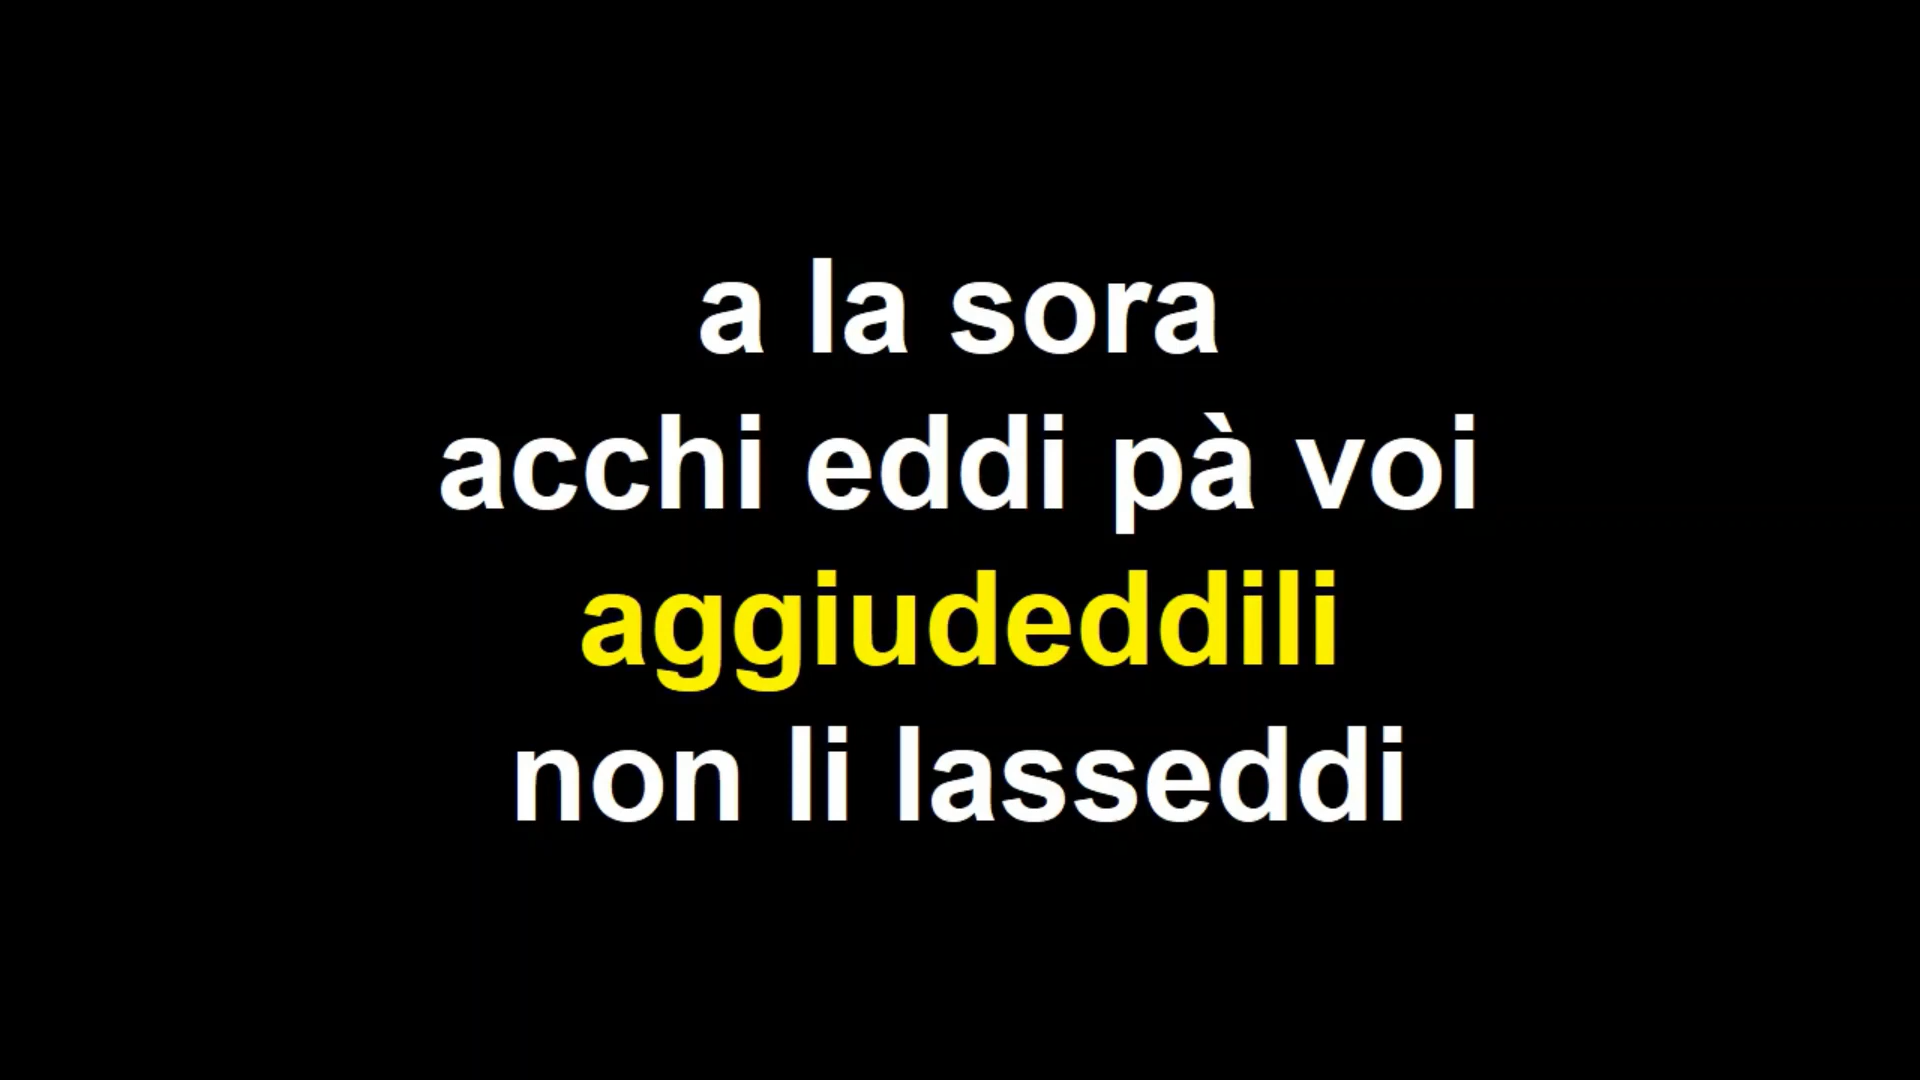 a la sora
acchi eddi pà voi
aggiudeddili
non li lasseddi